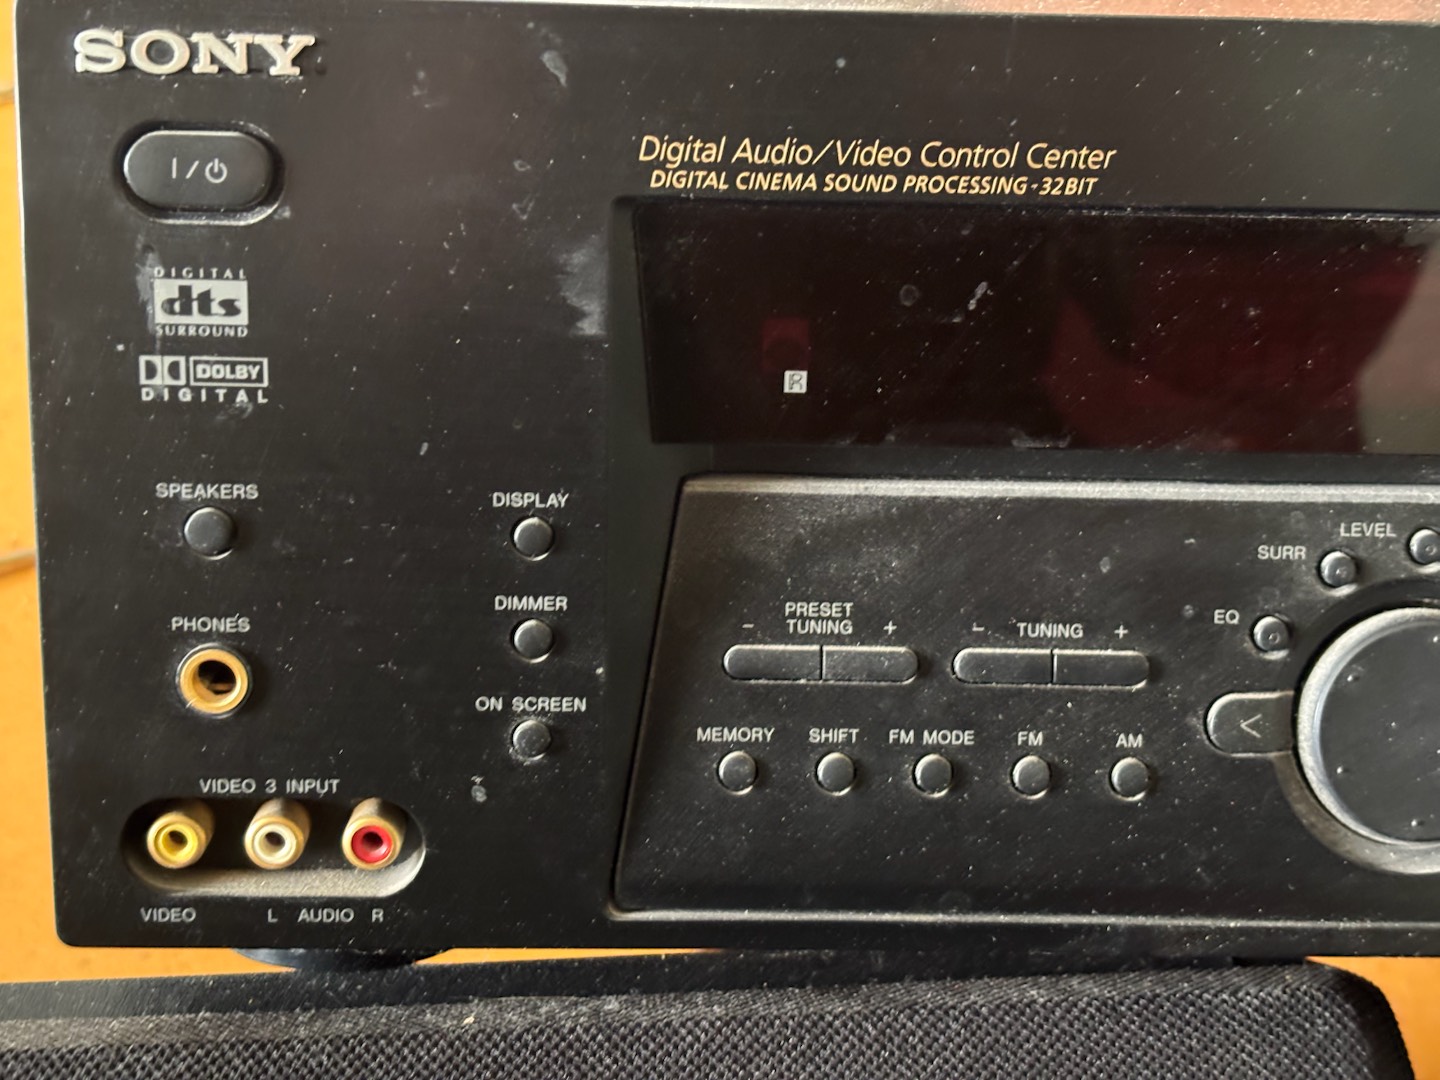 SONY
I/⏻
Digital Audio/Video Control Center
DIGITAL CINEMA SOUND PROCESSING-32BIT
DIGITAL
dts
SURROUND
DOLBY
DIGITAL
R
SPEAKERS
DISPLAY
LEVEL
SURR
DIMMER
PRESET
- TUNING +
- TUNING +
EQ
PHONES
<
ON SCREEN
MEMORY SHIFT FM MODE FM AM
VIDEO 3 INPUT
VIDEO L AUDIO R